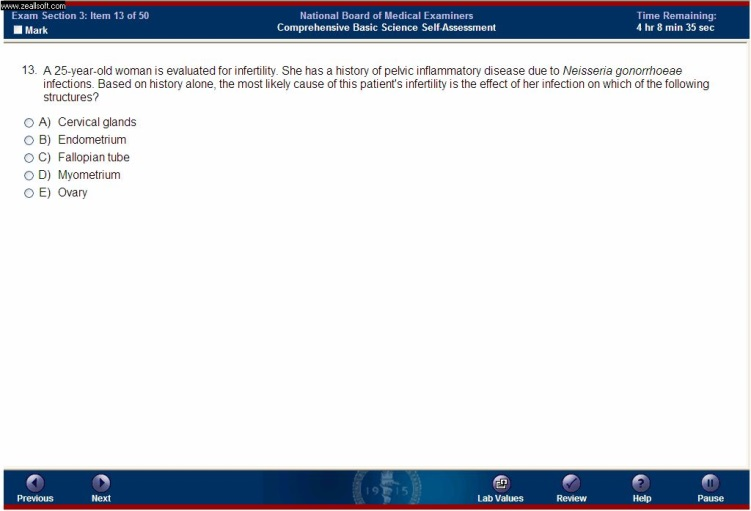 www.zeallsoft.com
Exam Section 3: Item 13 of 50
National Board of Medical Examiners
Time Remaining:
Mark
Comprehensive Basic Science Self-Assessment
4 hr 8 min 35 sec
13. A 25-year-old woman is evaluated for infertility. She has a history of pelvic inflammatory disease due to Neisseria gonorrhoeae
infections. Based on history alone, the most likely cause of this patient's infertility is the effect of her infection on which of the following
structures?
A) Cervical glands
B) Endometrium
C) Fallopian tube
D) Myometrium
E) Ovary
1915
Previous
Next
Lab Values
Review
Help
Pause